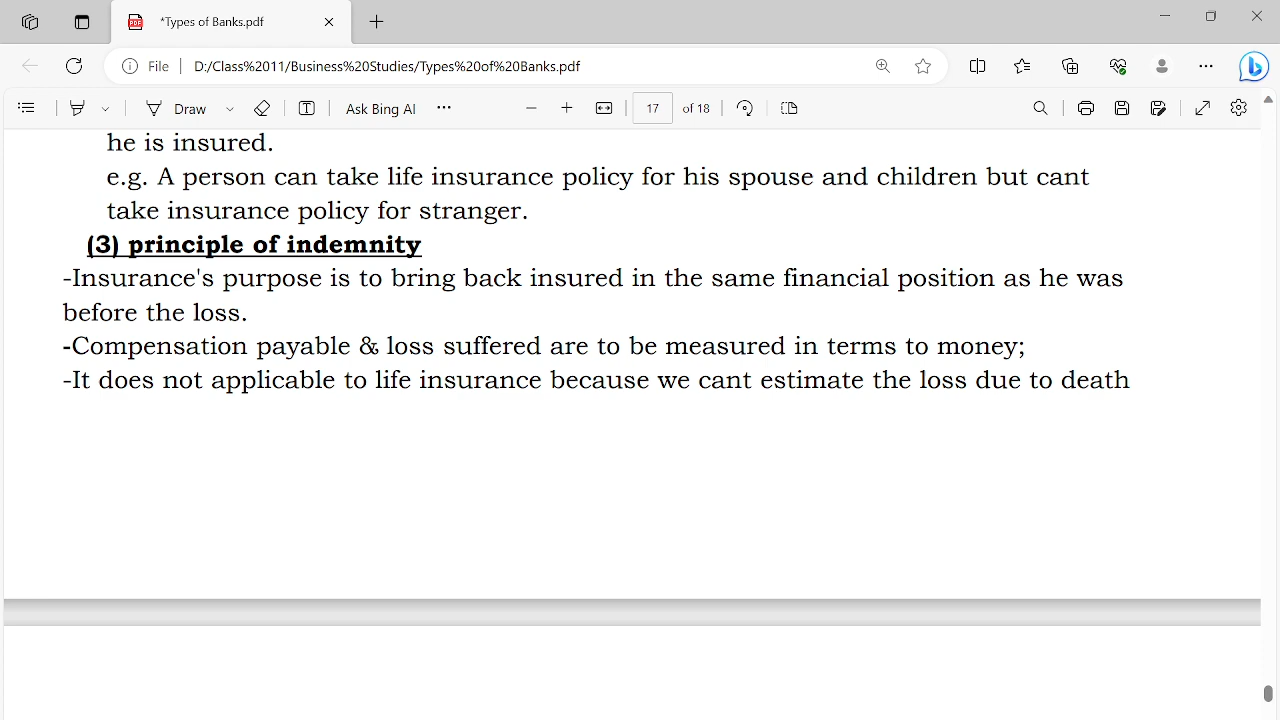 *Types of Banks.pdf
File
D:/Class%2011/Business%20Studies/Types%20of%20Bank.pdf
Draw
Ask Bing AI
17 of 18
he is insured.
e.g. A person can take life insurance policy for his spouse and children but cant
take insurance policy for stranger.
(3) principle of indemnity
-Insurance's purpose is to bring back insured in the same financial position as he was
before the loss.
-Compensation payable & loss suffered are to be measured in terms to money;
-It does not applicable to life insurance because we cant estimate the loss due to death